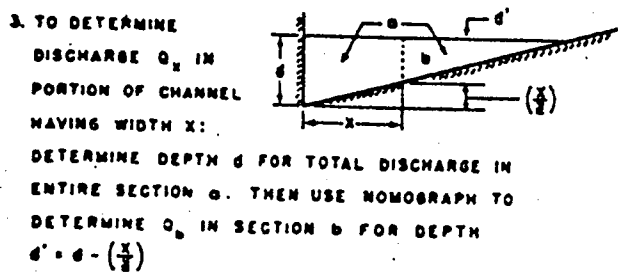 3. TO DETERMINE
DISCHARGE Qx IN
PORTION OF CHANNEL
HAVING WIDTH X:
DETERMINE DEPTH d FOR TOTAL DISCHARGE IN
ENTIRE SECTION a. THEN USE NOMOGRAPH TO
DETERMINE Qb IN SECTION b FOR DEPTH
d' = d - (x/z)
a
d'
b
d
x
(x/z)